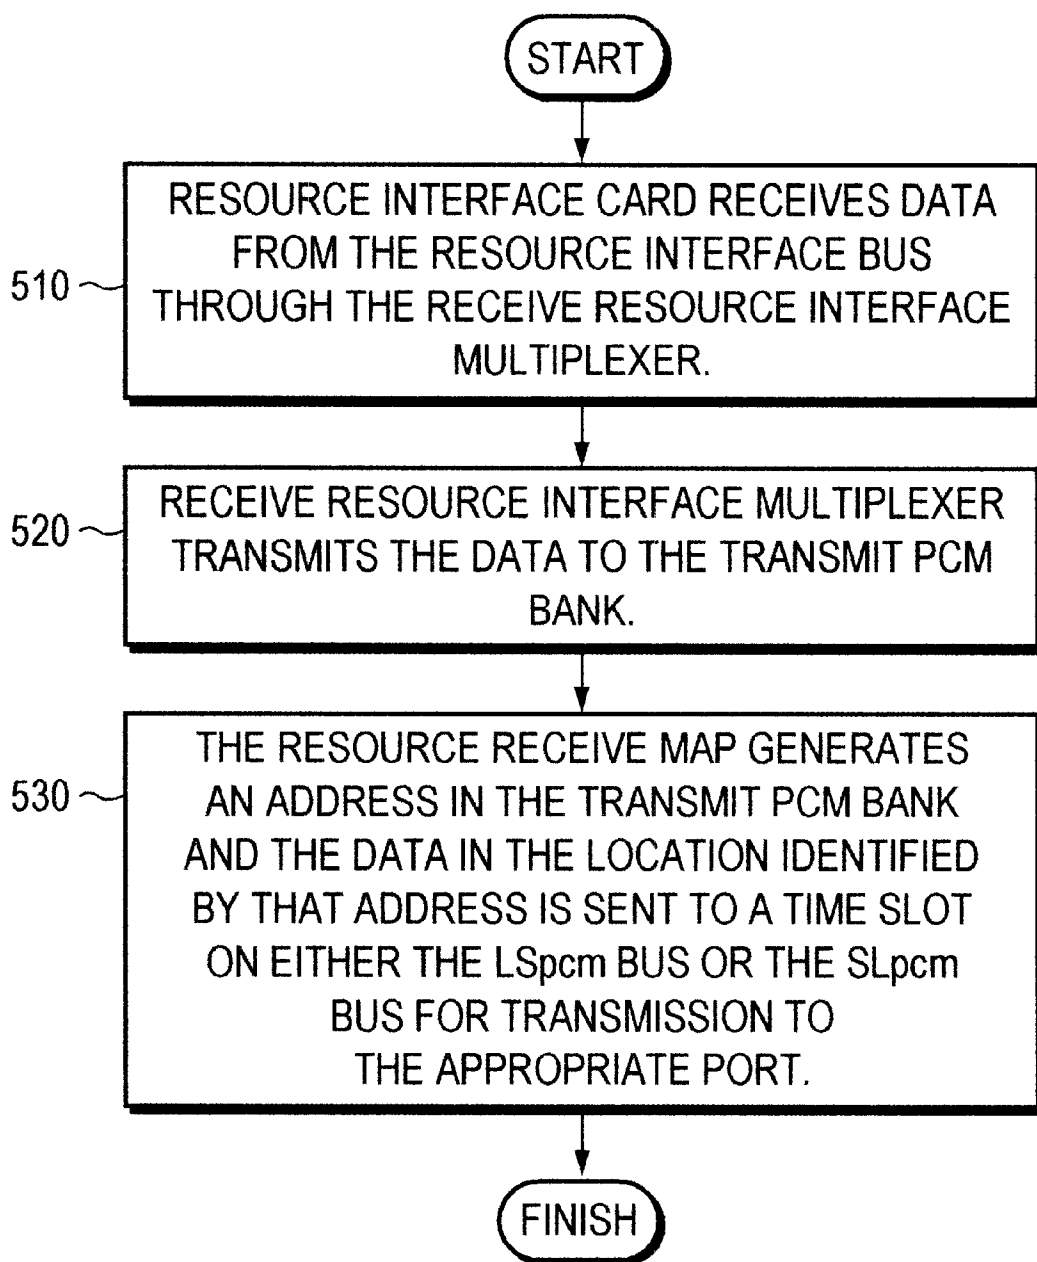 START
510
RESOURCE INTERFACE CARD RECEIVES DATA
FROM THE RESOURCE INTERFACE BUS
THROUGH THE RECEIVE RESOURCE INTERFACE
MULTIPLEXER.
520
RECEIVE RESOURCE INTERFACE MULTIPLEXER
TRANSMITS THE DATA TO THE TRANSMIT PCM
BANK.
530
THE RESOURCE RECEIVE MAP GENERATES
AN ADDRESS IN THE TRANSMIT PCM BANK
AND THE DATA IN THE LOCATION IDENTIFIED
BY THAT ADDRESS IS SENT TO A TIME SLOT
ON EITHER THE LSpcm BUS OR THE SLpcm
BUS FOR TRANSMISSION TO
THE APPROPRIATE PORT.
FINISH